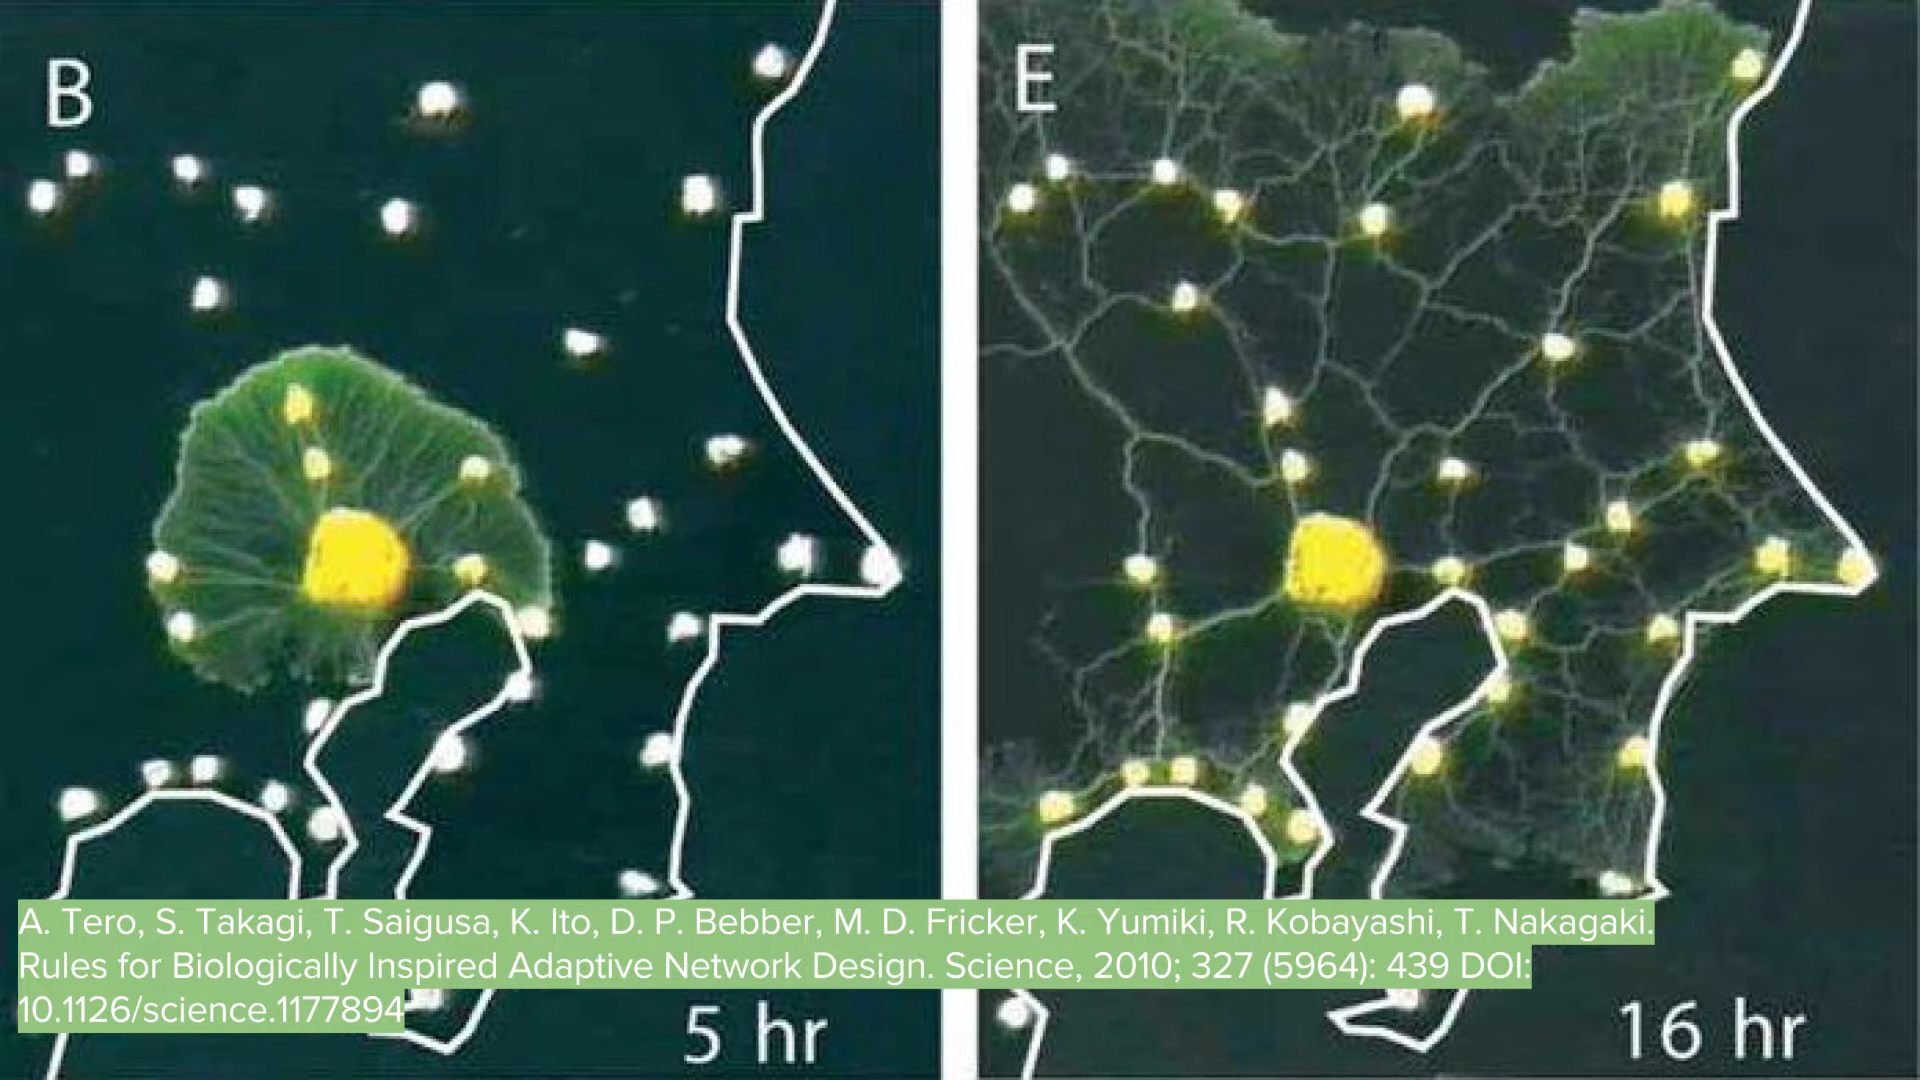 B
E
A. Tero, S. Takagi, T. Saigusa, K. Ito, D. P. Bebber, M. D. Fricker, K. Yumiki, R. Kobayashi, T. Nakagaki.
Rules for Biologically Inspired Adaptive Network Design. Science, 2010; 327 (5964): 439 DOI:
10.1126/science.1177894
5 hr
16 hr